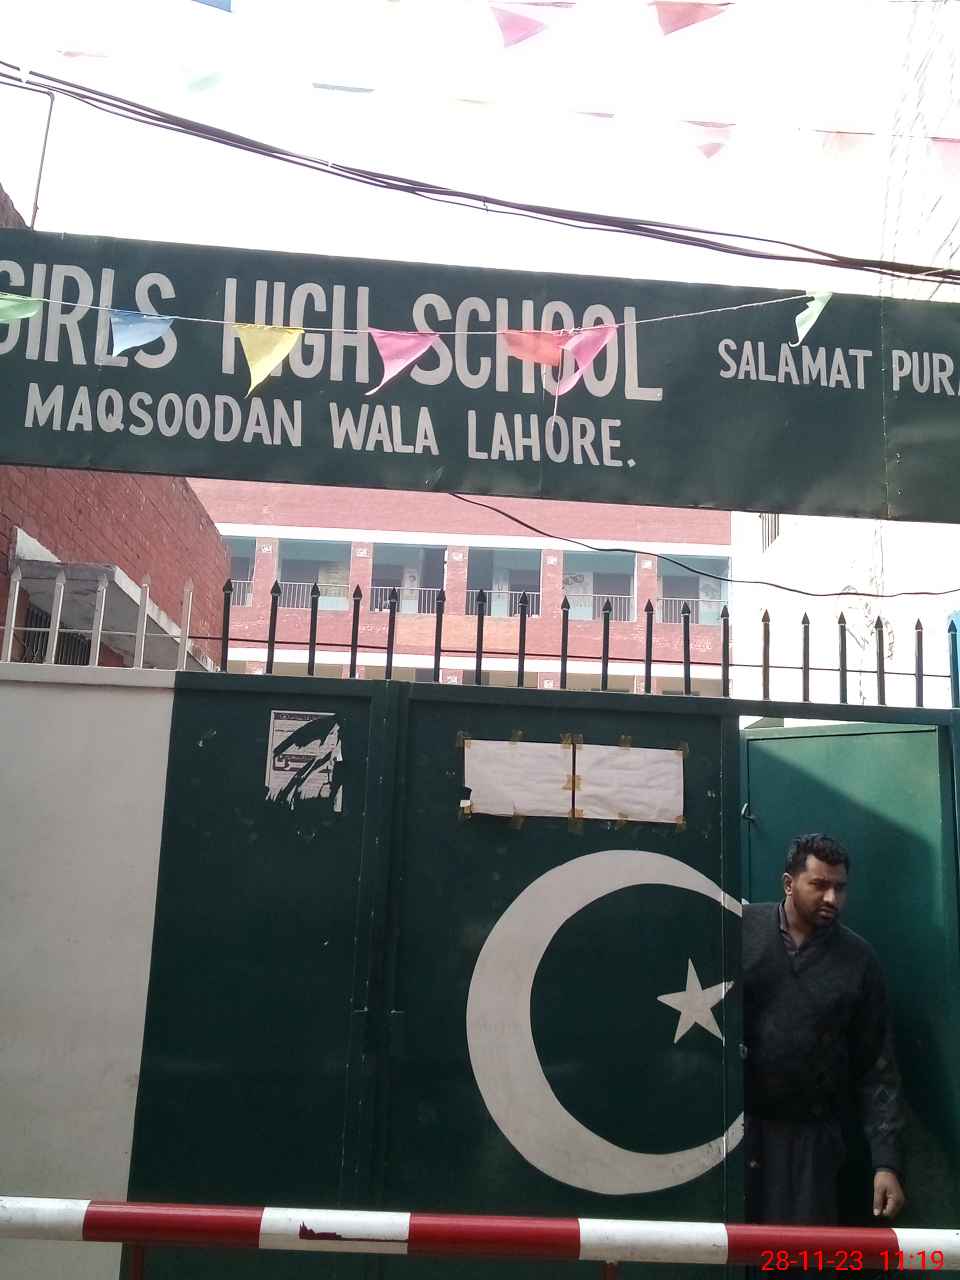 GIRLS HIGH SCHOOL
SALAMAT PURA
MAQSOODAN WALA LAHORE.
28-11-23 11:19